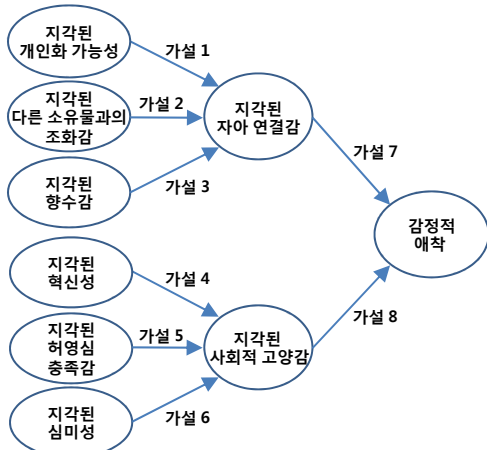 지각된
개인화 가능성
가설 1
지각된
다른 소유물과의
조화감
가설 2
지각된
향수감
가설 3
지각된
자아 연결감
가설 7
감정적
애착
지각된
혁신성
가설 4
지각된
허영심
충족감
가설 5
지각된
심미성
가설 6
지각된
사회적 고양감
가설 8